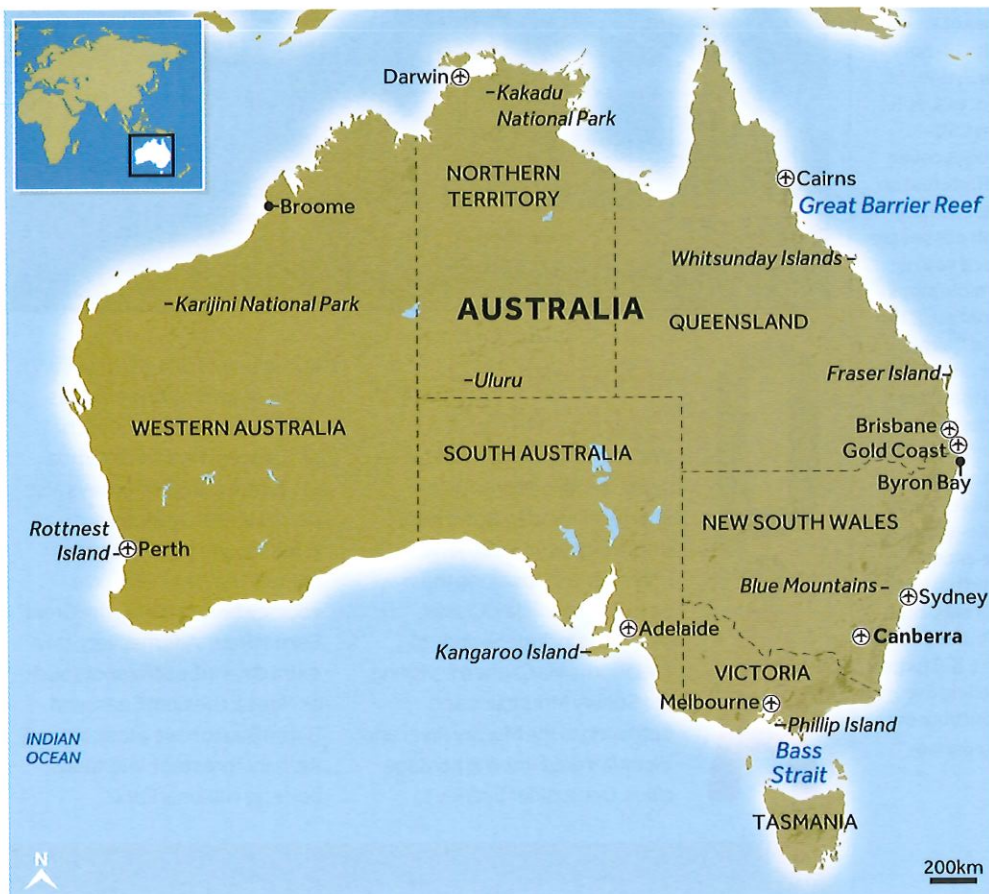 Darwin
Kakadu
National Park
NORTHERN
TERRITORY
Cairns
Great Barrier Reef
Broome
Whitsunday Islands
Karijini National Park
AUSTRALIA
QUEENSLAND
Uluru
Fraser Island
WESTERN AUSTRALIA
Brisbane
SOUTH AUSTRALIA
Gold Coast
Byron Bay
NEW SOUTH WALES
Rottnest
Island
Perth
Blue Mountains
Sydney
Adelaide
Canberra
Kangaroo Island
VICTORIA
Melbourne
Phillip Island
INDIAN
OCEAN
Bass
Strait
TASMANIA
N
200km